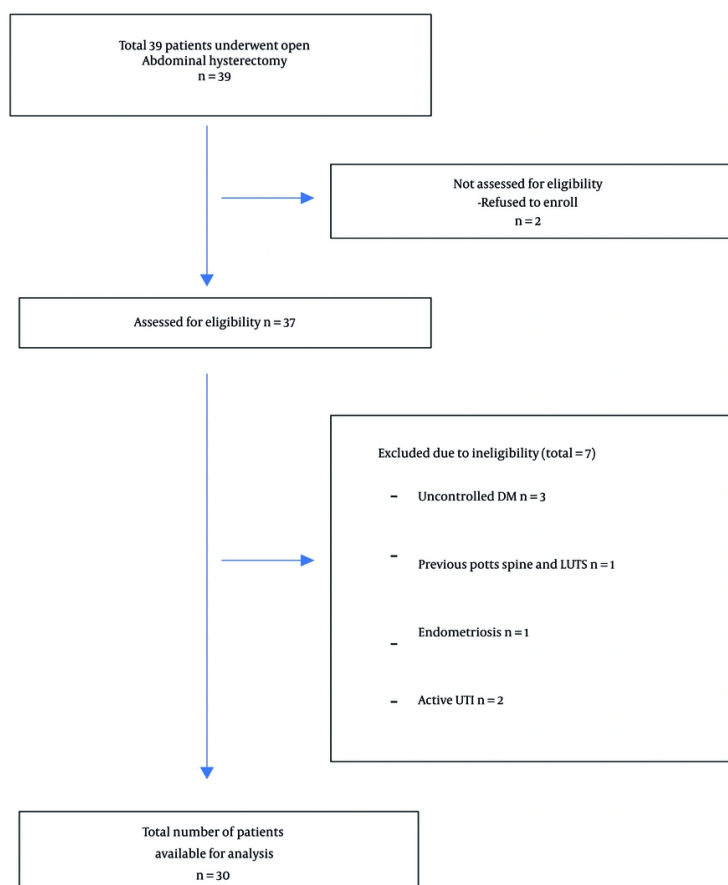 Total 39 patients underwent open
Abdominal hysterectomy
n = 39
Not assessed for eligibility
-Refused to enroll
n = 2
Assessed for eligibility n = 37
Excluded due to ineligibility (total = 7)
- Uncontrolled DM n = 3
- Previous potts spine and LUTS n = 1
- Endometriosis n = 1
- Active UTI n = 2
Total number of patients
available for analysis
n = 30